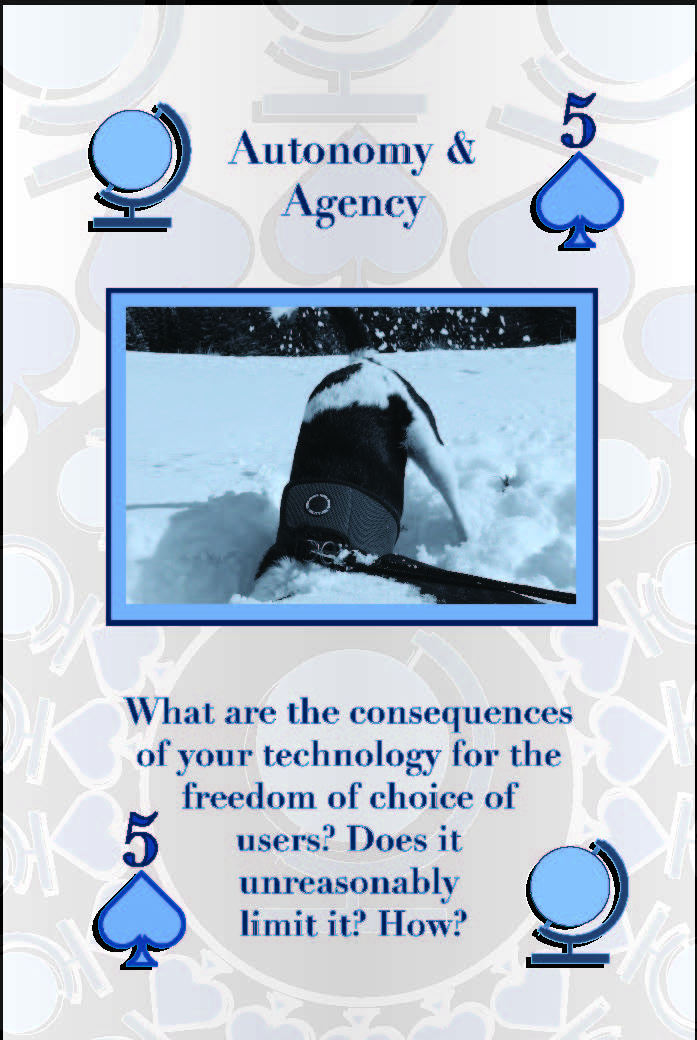 5
Autonomy &
Agency
What are the consequences
of your technology for the
freedom of choice of
users? Does it
unreasonably
limit it? How?
5